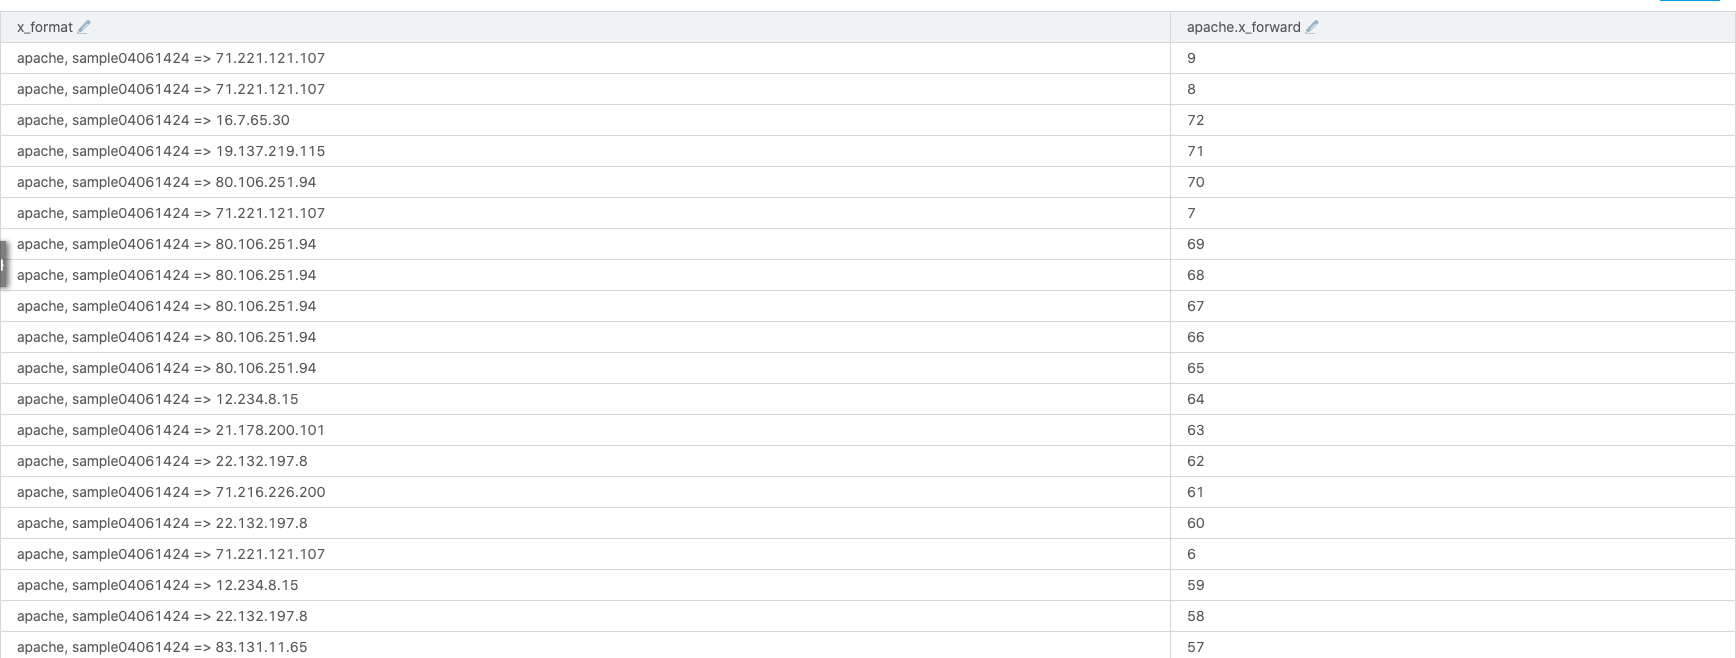 x_format apache.x_forward
apache, sample04061424 => 71.221.121.107 9
apache, sample04061424 => 71.221.121.107 8
apache, sample04061424 => 16.7.65.30 72
apache, sample04061424 => 19.137.219.115 71
apache, sample04061424 => 80.106.251.94 70
apache, sample04061424 => 71.221.121.107 7
apache, sample04061424 => 80.106.251.94 69
apache, sample04061424 => 80.106.251.94 68
apache, sample04061424 => 80.106.251.94 67
apache, sample04061424 => 80.106.251.94 66
apache, sample04061424 => 80.106.251.94 65
apache, sample04061424 => 12.234.8.15 64
apache, sample04061424 => 21.178.200.101 63
apache, sample04061424 => 22.132.197.8 62
apache, sample04061424 => 71.216.226.200 61
apache, sample04061424 => 22.132.197.8 60
apache, sample04061424 => 71.221.121.107 6
apache, sample04061424 => 12.234.8.15 59
apache, sample04061424 => 22.132.197.8 58
apache, sample04061424 => 83.131.11.65 57